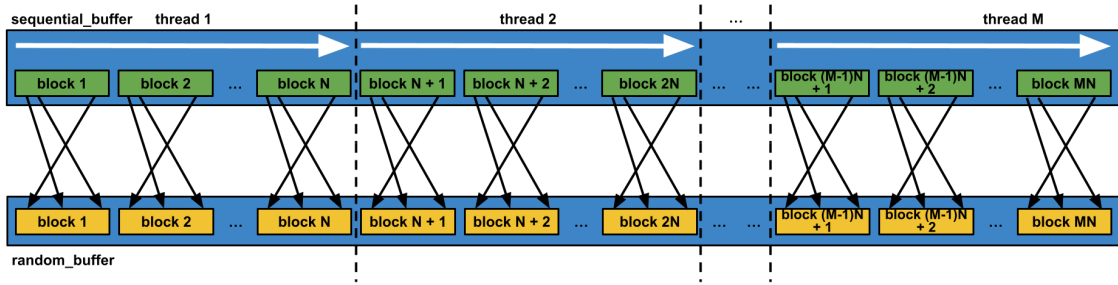 sequential_buffer thread 1 thread 2 ... thread M
block 1 block 2 ... block N block N + 1 block N + 2 ... block 2N ... ... block (M-1)N + 1 block (M-1)N + 2 ... block MN
block 1 block 2 ... block N block N + 1 block N + 2 ... block 2N ... ... block (M-1)N + 1 block (M-1)N + 2 ... block MN
random_buffer